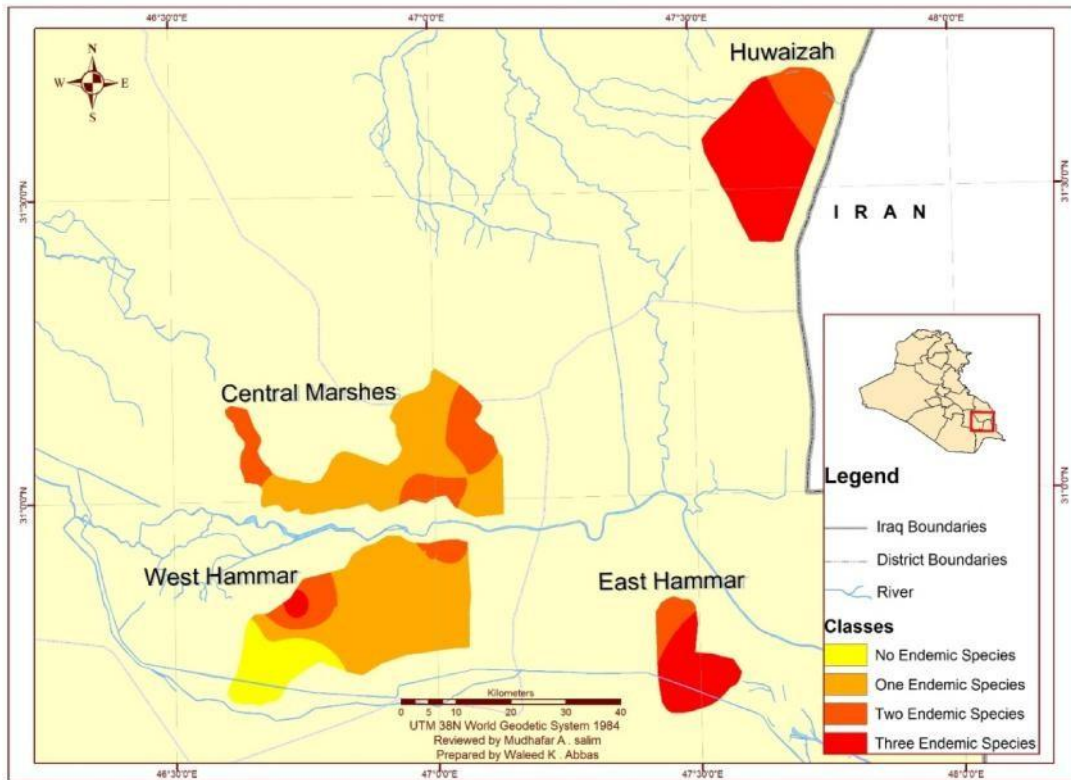 46°30'0"E
47°0'0"E
47°30'0"E
48°0'0"E
N
W
E
S
Huwaizah
31°30'0"N
31°30'0"N
I R A N
Central Marshes
31°0'0"N
31°0'0"N
West Hammar
East Hammar
Legend
Iraq Boundaries
District Boundaries
River
Classes
No Endemic Species
One Endemic Species
Two Endemic Species
Three Endemic Species
Kilometers
0 5 10 20 30 40
UTM 38N World Geodetic System 1984
Reviewed by Mudhafar A . salim
Prepared by Waleed K . Abbas
46°30'0"E
47°0'0"E
47°30'0"E
48°0'0"E